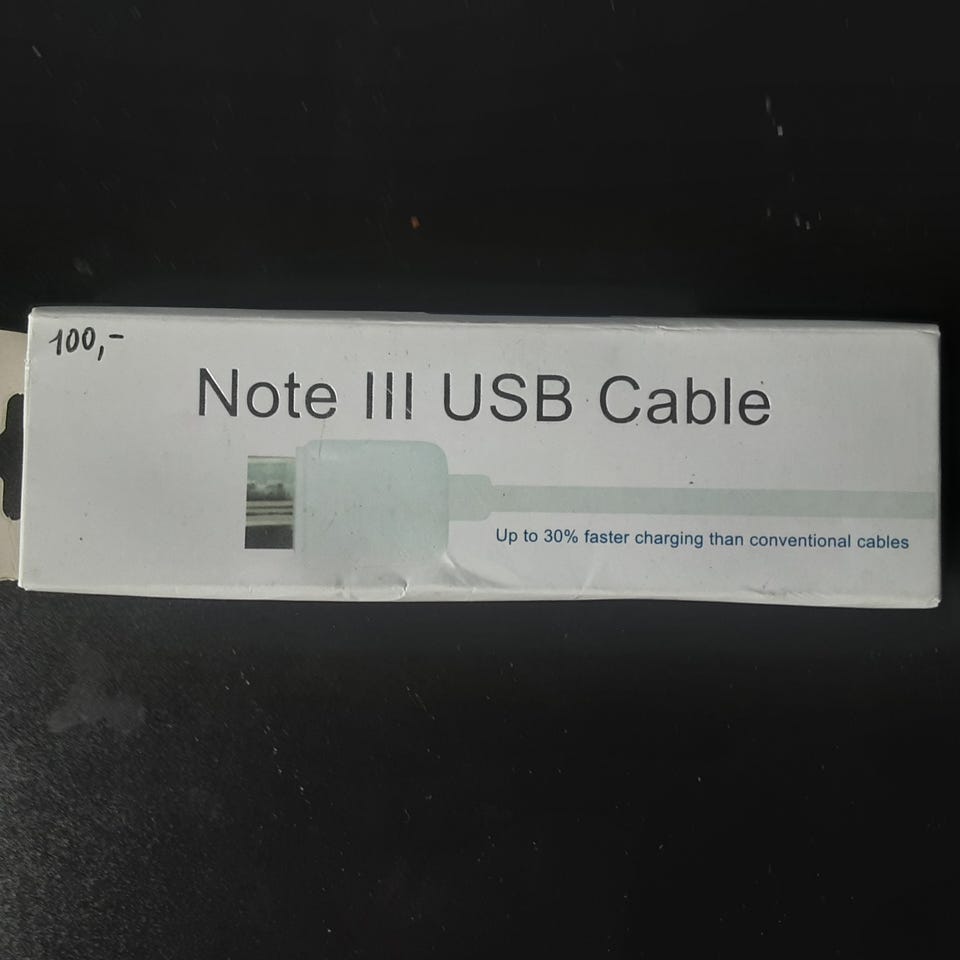 100,-
Note III USB Cable
Up to 30% faster charging than conventional cables